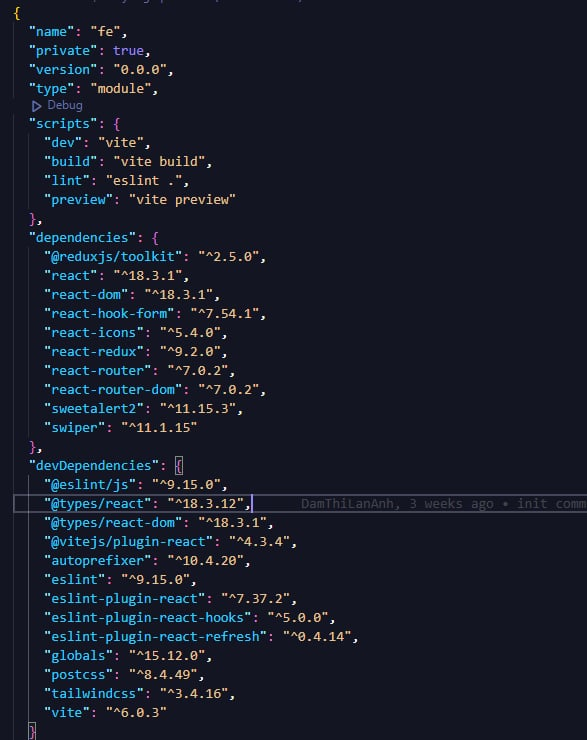 {
"name": "fe",
"private": true,
"version": "0.0.0",
"type": "module",
Debug
"scripts": {
"dev": "vite",
"build": "vite build",
"lint": "eslint .",
"preview": "vite preview"
},
"dependencies": {
"@reduxjs/toolkit": "^2.5.0",
"react": "^18.3.1",
"react-dom": "^18.3.1",
"react-hook-form": "^7.54.1",
"react-icons": "^5.4.0",
"react-redux": "^9.2.0",
"react-router": "^7.0.2",
"react-router-dom": "^7.0.2",
"sweetalert2": "^11.15.3",
"swiper": "^11.1.15"
},
"devDependencies": {
"@eslint/js": "^9.15.0",
"@types/react": "^18.3.12", DamThiLanAnh, 3 weeks ago • init comm
"@types/react-dom": "^18.3.1",
"@vitejs/plugin-react": "^4.3.4",
"autoprefixer": "^10.4.20",
"eslint": "^9.15.0",
"eslint-plugin-react": "^7.37.2",
"eslint-plugin-react-hooks": "^5.0.0",
"eslint-plugin-react-refresh": "^0.4.14",
"globals": "^15.12.0",
"postcss": "^8.4.49",
"tailwindcss": "^3.4.16",
"vite": "^6.0.3"
}